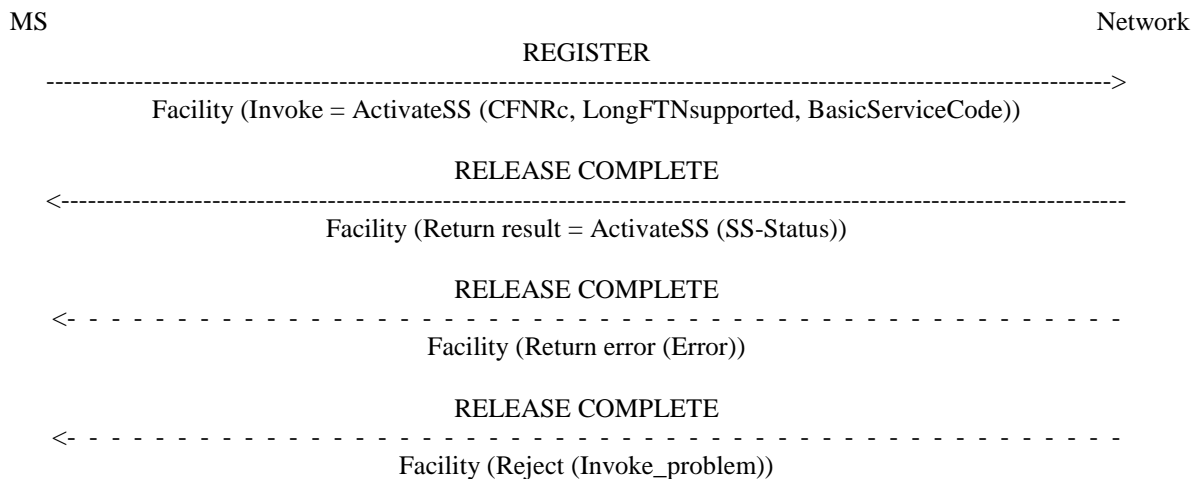 MS Network
REGISTER
------------------------------------------------------------------------------------------------------------------------>
Facility (Invoke = ActivateSS (CFNRc, LongFTNsupported, BasicServiceCode))
RELEASE COMPLETE
<------------------------------------------------------------------------------------------------------------------------
Facility (Return result = ActivateSS (SS-Status))
RELEASE COMPLETE
<- - - - - - - - - - - - - - - - - - - - - - - - - - - - - - - - - - - - - - - - - - - - - - -
Facility (Return error (Error))
RELEASE COMPLETE
<- - - - - - - - - - - - - - - - - - - - - - - - - - - - - - - - - - - - - - - - - - - - - - -
Facility (Reject (Invoke_problem))